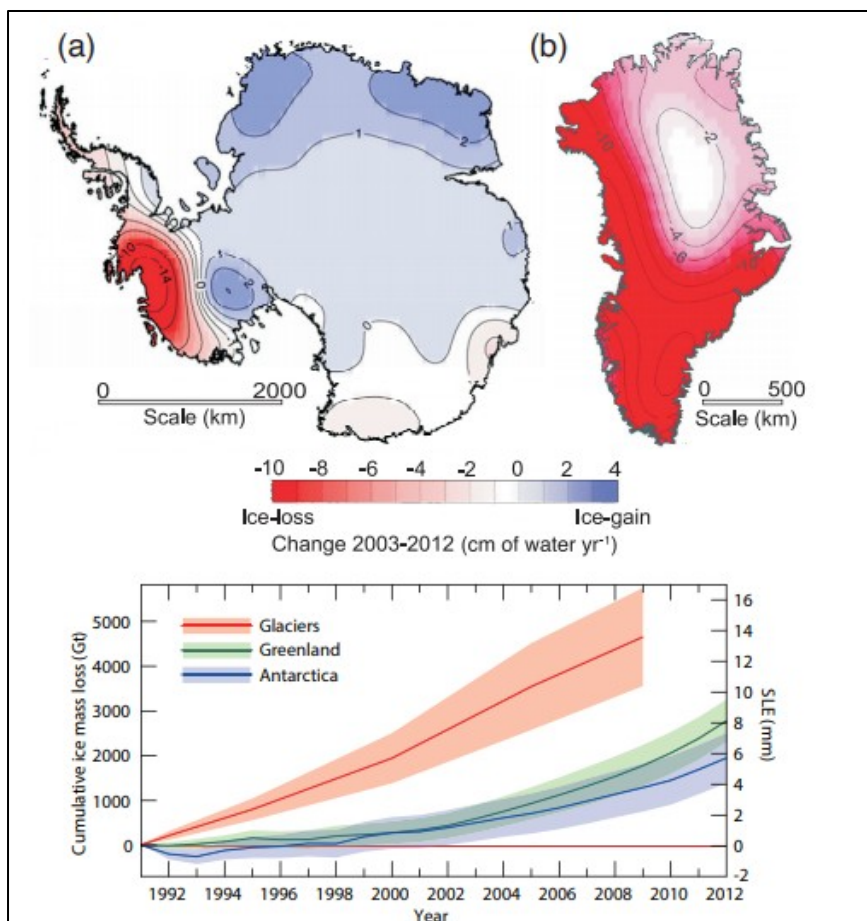 (a)
(b)
1
2
1
1
2
0
0
-10
-14
-10
-2
-4
-6
-10
0 2000
Scale (km)
0 500
Scale (km)
-10 -8 -6 -4 -2 0 2 4
Ice-loss Ice-gain
Change 2003-2012 (cm of water yr⁻¹)
Glaciers
Greenland
Antarctica
Cumulative ice mass loss (Gt)
5000
4000
3000
2000
1000
0
SLE (mm)
16
14
12
10
8
6
4
2
0
-2
1992 1994 1996 1998 2000 2002 2004 2006 2008 2010 2012
Year